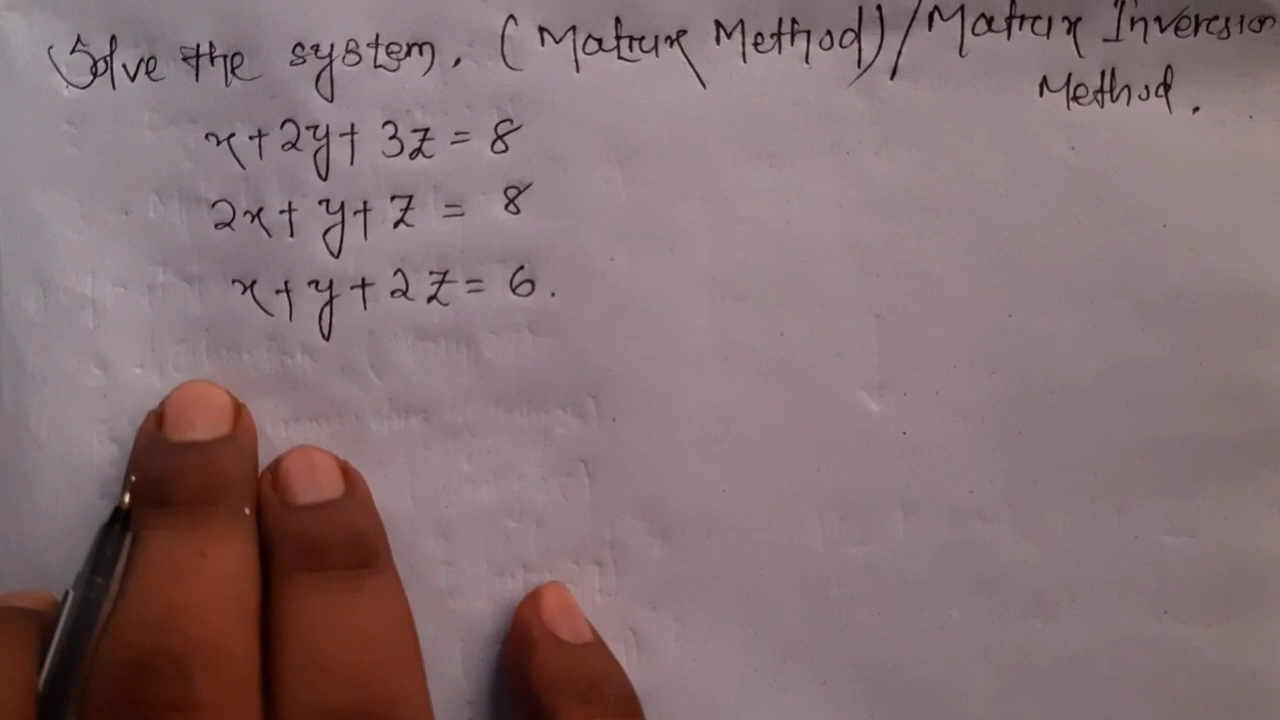 Solve the system. (Matrix Method)/Matrix Inversion
Method.
x+2y+3z=8
2x+y+z=8
x+y+2z=6.